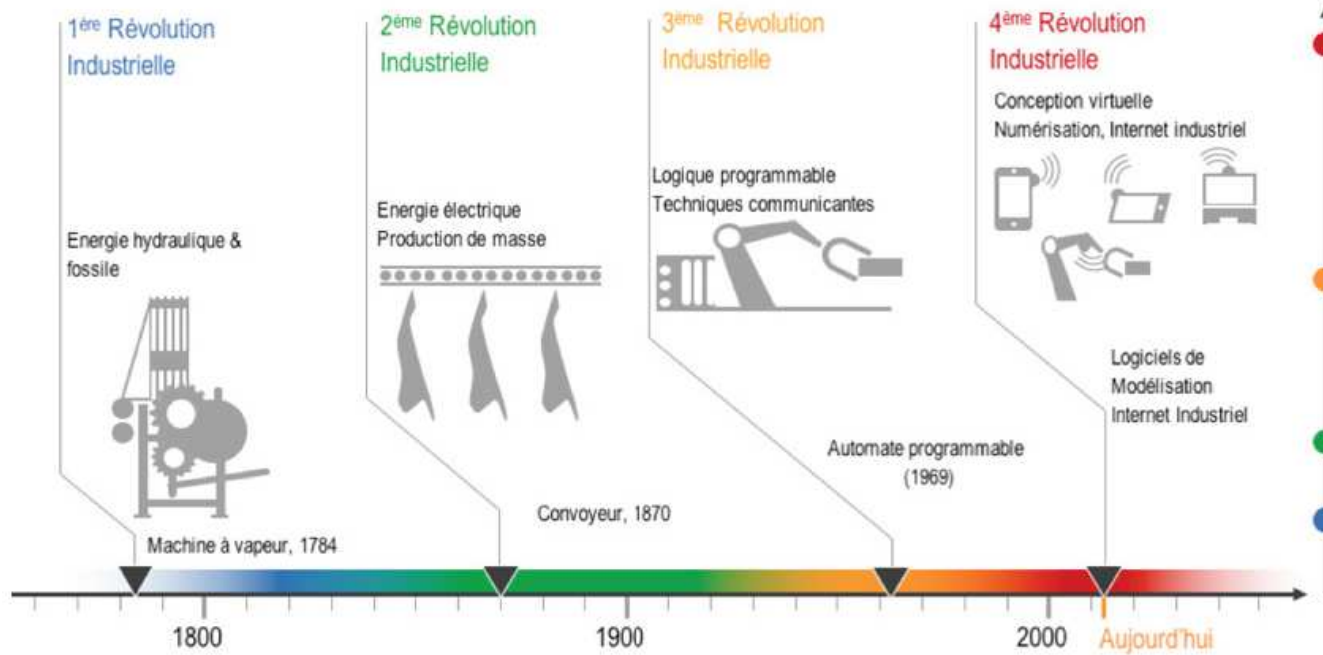 1ère Révolution
Industrielle
Energie hydraulique &
fossile
Machine à vapeur, 1784
2ème Révolution
Industrielle
Energie électrique
Production de masse
Convoyeur, 1870
3ème Révolution
Industrielle
Logique programmable
Techniques communicantes
Automate programmable
(1969)
4ème Révolution
Industrielle
Conception virtuelle
Numérisation, Internet industriel
Logiciels de
Modélisation
Internet Industriel
1800
1900
2000
Aujourd'hui